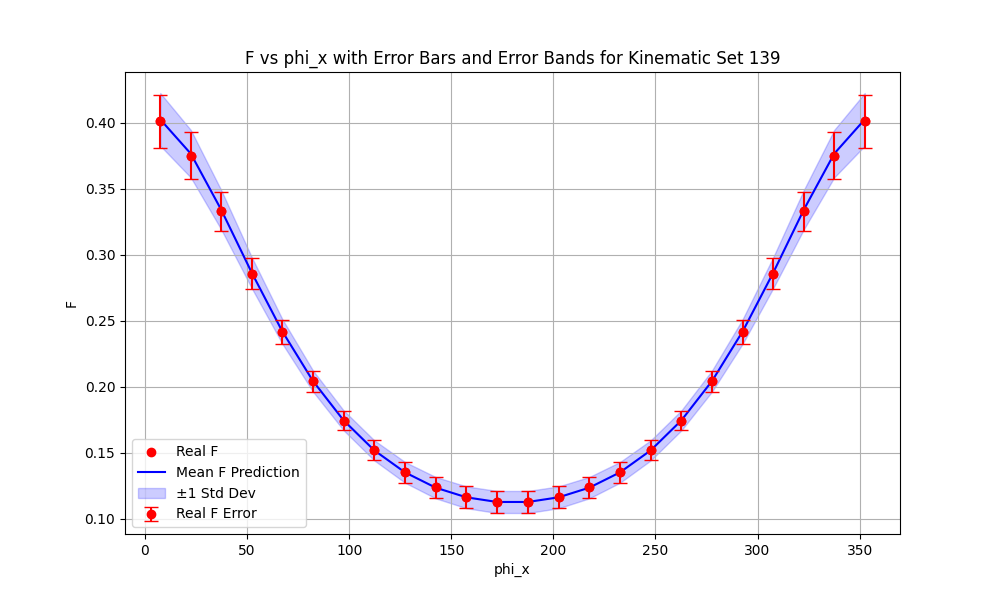 F vs phi_x with Error Bars and Error Bands for Kinematic Set 139
F
0.40
0.35
0.30
0.25
0.20
0.15
0.10
Real F
Mean F Prediction
±1 Std Dev
Real F Error
0 50 100 150 200 250 300 350
phi_x